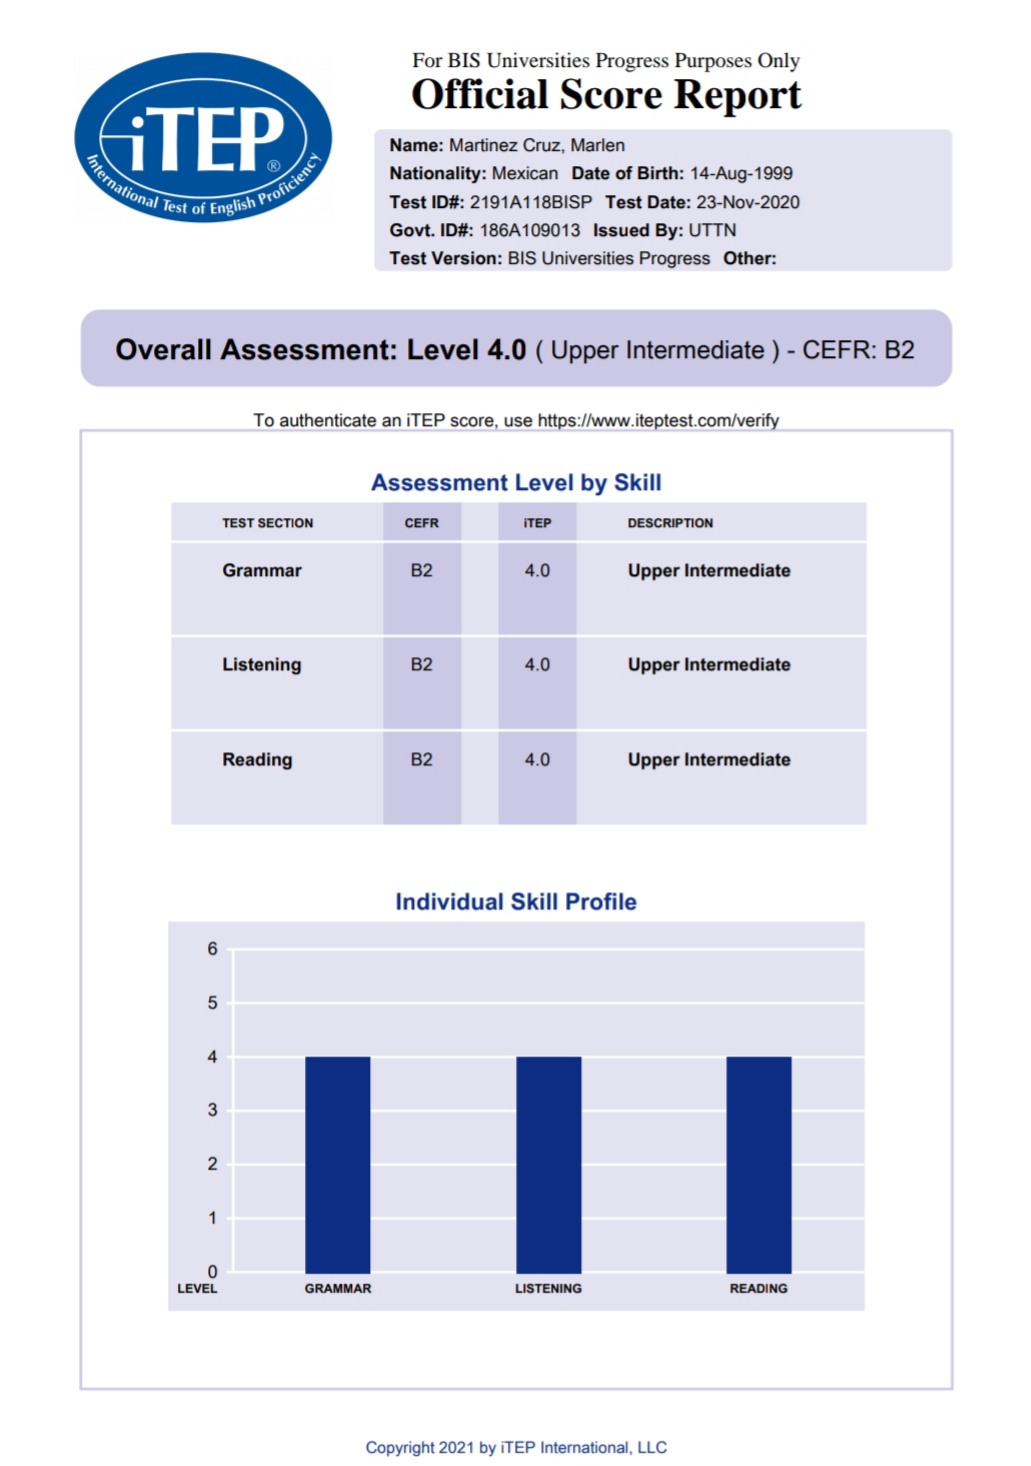 iTEP®
International Test of English Proficiency
For BIS Universities Progress Purposes Only
Official Score Report
Name: Martinez Cruz, Marlen
Nationality: Mexican Date of Birth: 14-Aug-1999
Test ID#: 2191A118BISP Test Date: 23-Nov-2020
Govt. ID#: 186A109013 Issued By: UTTN
Test Version: BIS Universities Progress Other:
Overall Assessment: Level 4.0 ( Upper Intermediate ) - CEFR: B2
To authenticate an iTEP score, use https://www.iteptest.com/verify
Assessment Level by Skill
TEST SECTION CEFR iTEP DESCRIPTION
Grammar B2 4.0 Upper Intermediate
Listening B2 4.0 Upper Intermediate
Reading B2 4.0 Upper Intermediate
Individual Skill Profile
6
5
4
3
2
1
0
LEVEL GRAMMAR LISTENING READING
Copyright 2021 by iTEP International, LLC